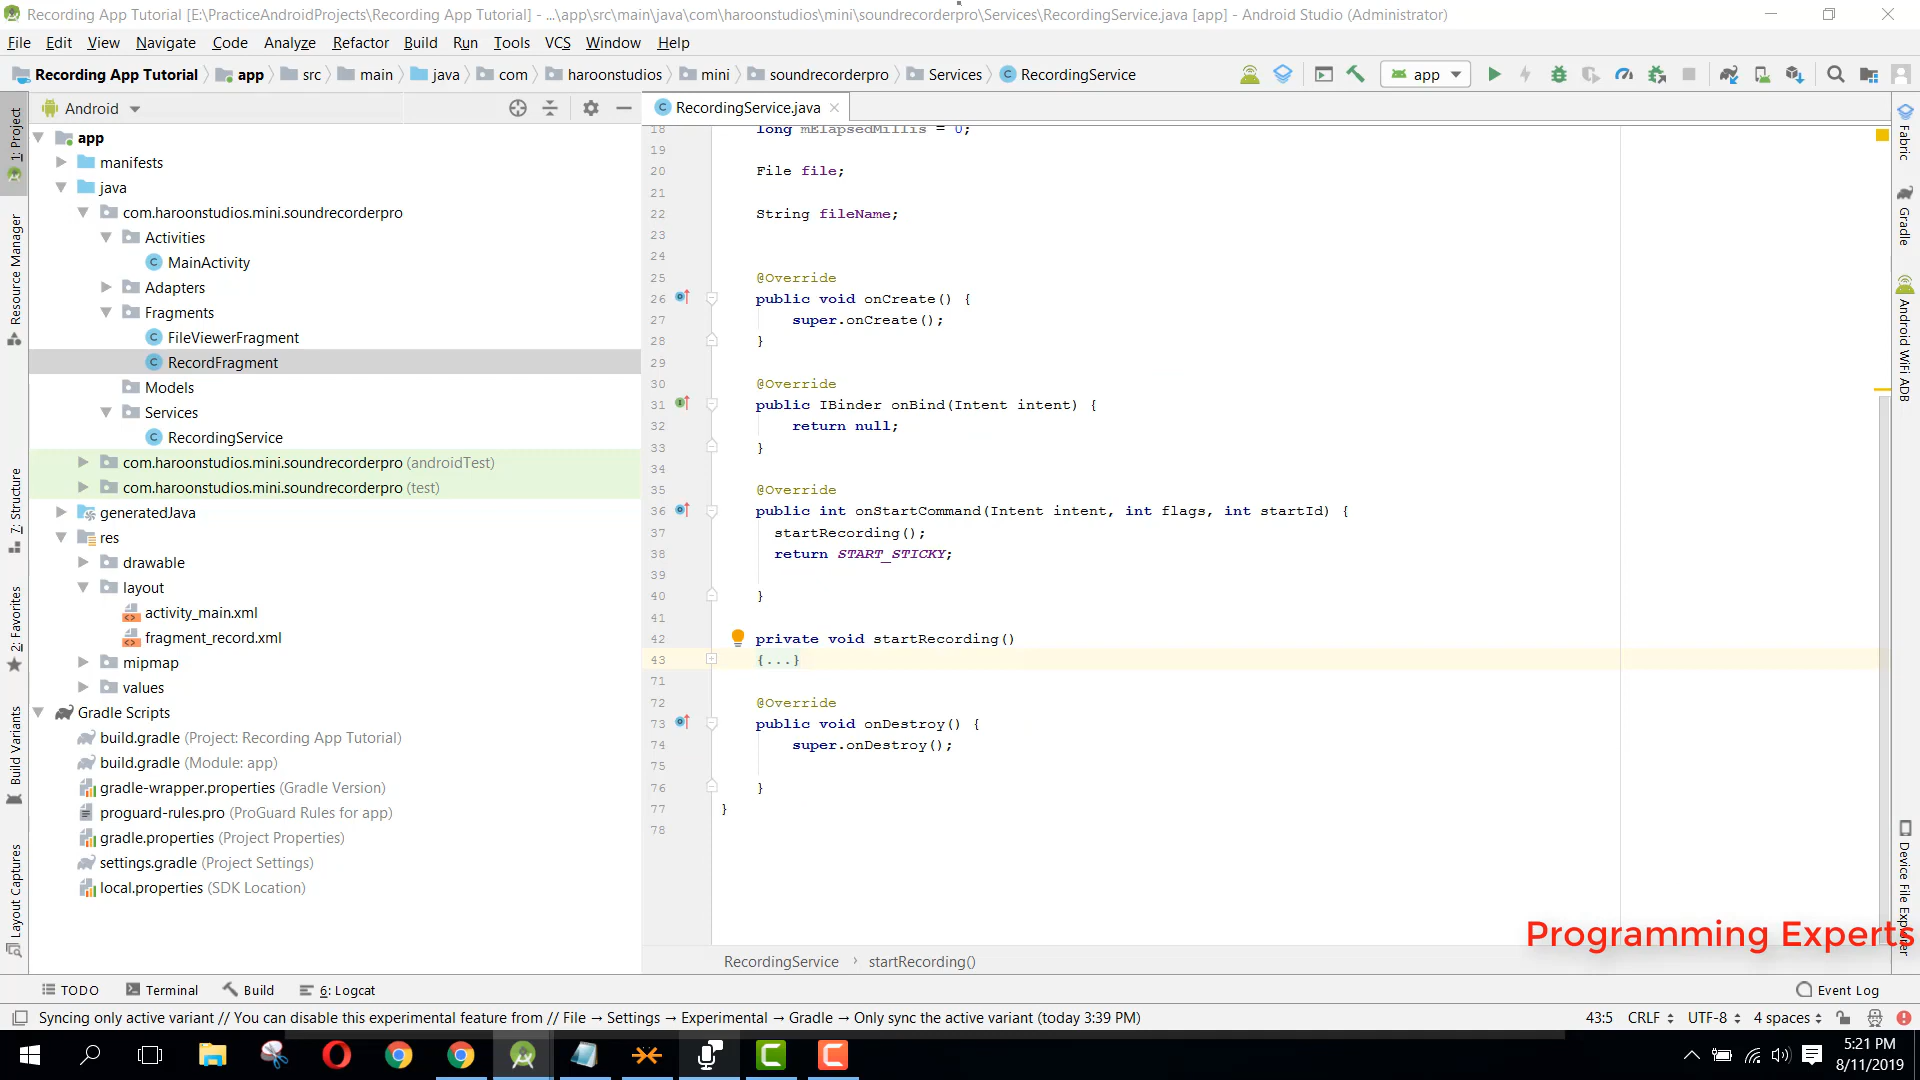 Recording App Tutorial [E:\PracticeAndroidProjects\Recording App Tutorial] - ...\app\src\main\java\com\haroonstudios\mini\soundrecorderpro\Services\RecordingService.java [app] - Android Studio (Administrator)
File Edit View Navigate Code Analyze Refactor Build Run Tools VCS Window Help
Recording App Tutorial app src main java com haroonstudios mini soundrecorderpro Services RecordingService app
Android
RecordingService.java
1: Project
Resource Manager
7: Structure
2: Favorites
Build Variants
Layout Captures
app
manifests
java
com.haroonstudios.mini.soundrecorderpro
Activities
MainActivity
Adapters
Fragments
FileViewerFragment
RecordFragment
Models
Services
RecordingService
com.haroonstudios.mini.soundrecorderpro (androidTest)
com.haroonstudios.mini.soundrecorderpro (test)
generatedJava
res
drawable
layout
activity_main.xml
fragment_record.xml
mipmap
values
Gradle Scripts
build.gradle (Project: Recording App Tutorial)
build.gradle (Module: app)
gradle-wrapper.properties (Gradle Version)
proguard-rules.pro (ProGuard Rules for app)
gradle.properties (Project Properties)
settings.gradle (Project Settings)
local.properties (SDK Location)
18 long mElapsedMillis = 0;
19
20 File file;
21
22 String fileName;
23
24
25 @Override
26 public void onCreate() {
27 super.onCreate();
28 }
29
30 @Override
31 public IBinder onBind(Intent intent) {
32 return null;
33 }
34
35 @Override
36 public int onStartCommand(Intent intent, int flags, int startId) {
37 startRecording();
38 return START_STICKY;
39
40 }
41
42 private void startRecording()
43 {...}
71
72 @Override
73 public void onDestroy() {
74 super.onDestroy();
75
76 }
77 }
78
Fabric
Gradle
Android WiFi ADB
Device File Explorer
Programming Experts
RecordingService › startRecording()
TODO Terminal Build 6: Logcat Event Log
Syncing only active variant // You can disable this experimental feature from // File → Settings → Experimental → Gradle → Only sync the active variant (today 3:39 PM) 43:5 CRLF UTF-8 4 spaces
5:21 PM
8/11/2019